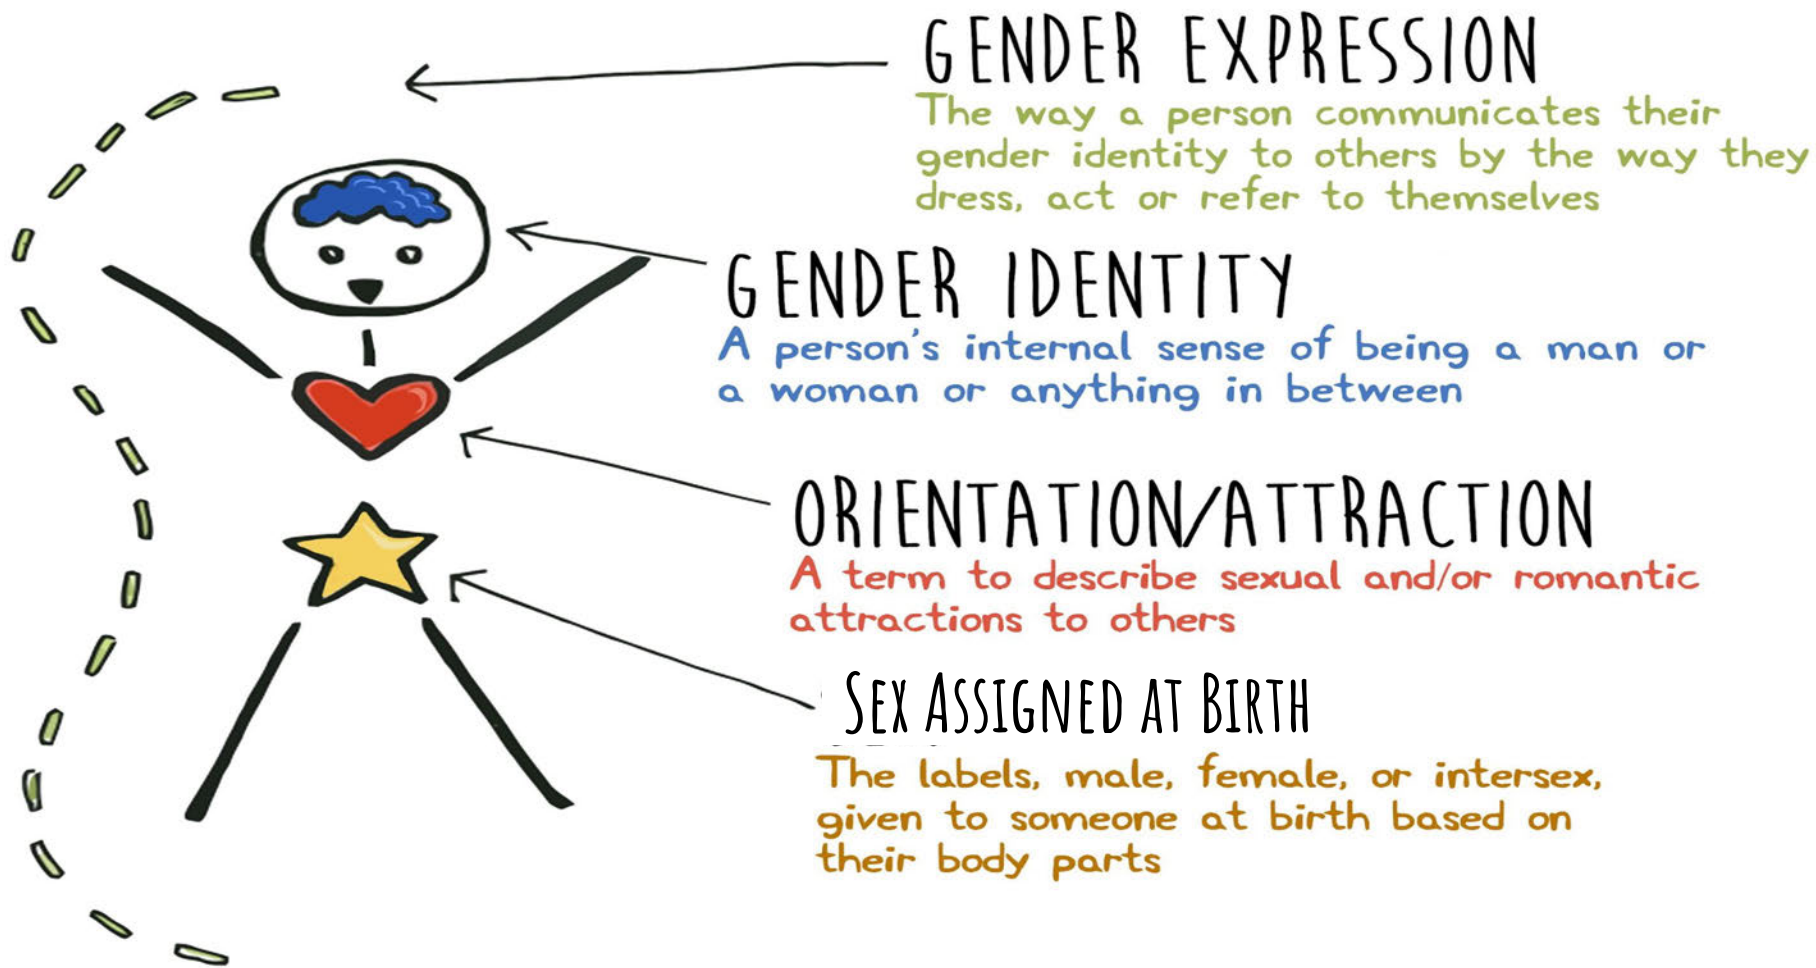 GENDER EXPRESSION
The way a person communicates their
gender identity to others by the way they
dress, act or refer to themselves
GENDER IDENTITY
A person's internal sense of being a man or
a woman or anything in between
ORIENTATION/ATTRACTION
A term to describe sexual and/or romantic
attractions to others
SEX ASSIGNED AT BIRTH
The labels, male, female, or intersex,
given to someone at birth based on
their body parts